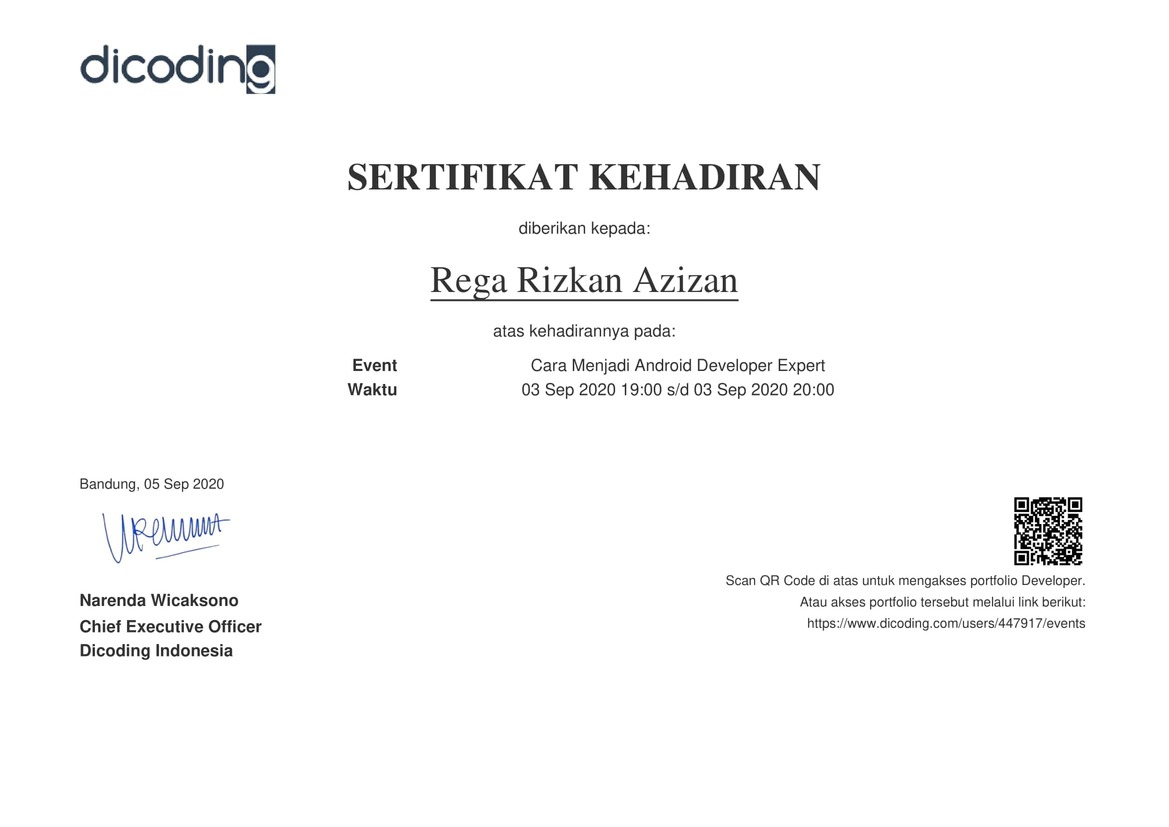 dicoding
SERTIFIKAT KEHADIRAN
diberikan kepada:
Rega Rizkan Azizan
atas kehadirannya pada:
Event Cara Menjadi Android Developer Expert
Waktu 03 Sep 2020 19:00 s/d 03 Sep 2020 20:00
Bandung, 05 Sep 2020
Narenda Wicaksono
Chief Executive Officer
Dicoding Indonesia
Scan QR Code di atas untuk mengakses portfolio Developer.
Atau akses portfolio tersebut melalui link berikut:
https://www.dicoding.com/users/447917/events